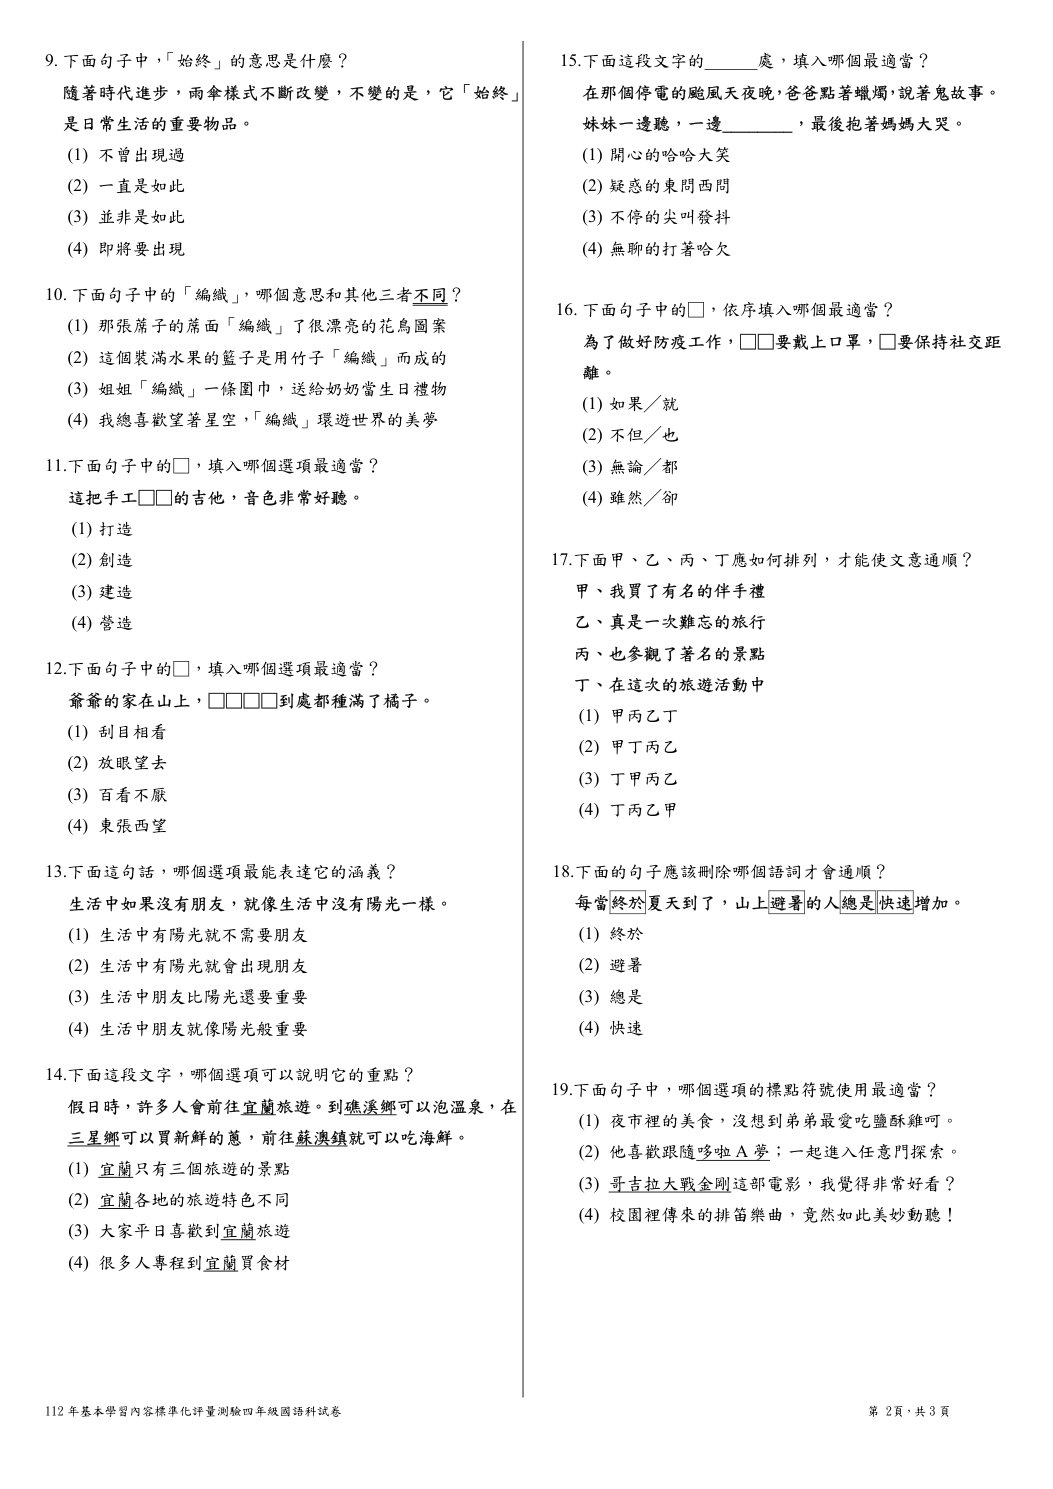 9. 下面句子中，「始終」的意思是什麼？
隨著時代進步，雨傘樣式不斷改變，不變的是，它「始終」
是日常生活的重要物品。
(1) 不曾出現過
(2) 一直是如此
(3) 並非是如此
(4) 即將要出現
10. 下面句子中的「編織」，哪個意思和其他三者不同？
(1) 那張蓆子的蓆面「編織」了很漂亮的花鳥圖案
(2) 這個裝滿水果的籃子是用竹子「編織」而成的
(3) 姐姐「編織」一條圍巾，送給奶奶當生日禮物
(4) 我總喜歡望著星空，「編織」環遊世界的美夢
11.下面句子中的□，填入哪個選項最適當？
這把手工□□的吉他，音色非常好聽。
(1) 打造
(2) 創造
(3) 建造
(4) 營造
12.下面句子中的□，填入哪個選項最適當？
爺爺的家在山上，□□□□到處都種滿了橘子。
(1) 刮目相看
(2) 放眼望去
(3) 百看不厭
(4) 東張西望
13.下面這句話，哪個選項最能表達它的涵義？
生活中如果沒有朋友，就像生活中沒有陽光一樣。
(1) 生活中有陽光就不需要朋友
(2) 生活中有陽光就會出現朋友
(3) 生活中朋友比陽光還要重要
(4) 生活中朋友就像陽光般重要
14.下面這段文字，哪個選項可以說明它的重點？
假日時，許多人會前往宜蘭旅遊。到礁溪鄉可以泡溫泉，在
三星鄉可以買新鮮的蔥，前往蘇澳鎮就可以吃海鮮。
(1) 宜蘭只有三個旅遊的景點
(2) 宜蘭各地的旅遊特色不同
(3) 大家平日喜歡到宜蘭旅遊
(4) 很多人專程到宜蘭買食材
15.下面這段文字的______處，填入哪個最適當？
在那個停電的颱風天夜晚，爸爸點著蠟燭，說著鬼故事。
妹妹一邊聽，一邊________，最後抱著媽媽大哭。
(1) 開心的哈哈大笑
(2) 疑惑的東問西問
(3) 不停的尖叫發抖
(4) 無聊的打著哈欠
16. 下面句子中的□，依序填入哪個最適當？
為了做好防疫工作，□□要戴上口罩，□要保持社交距
離。
(1) 如果／就
(2) 不但／也
(3) 無論／都
(4) 雖然／卻
17.下面甲、乙、丙、丁應如何排列，才能使文意通順？
甲、我買了有名的伴手禮
乙、真是一次難忘的旅行
丙、也參觀了著名的景點
丁、在這次的旅遊活動中
(1) 甲丙乙丁
(2) 甲丁丙乙
(3) 丁甲丙乙
(4) 丁丙乙甲
18.下面的句子應該刪除哪個語詞才會通順？
每當終於夏天到了，山上避暑的人總是快速增加。
(1) 終於
(2) 避暑
(3) 總是
(4) 快速
19.下面句子中，哪個選項的標點符號使用最適當？
(1) 夜市裡的美食，沒想到弟弟最愛吃鹽酥雞呵。
(2) 他喜歡跟隨哆啦A夢；一起進入任意門探索。
(3) 哥吉拉大戰金剛這部電影，我覺得非常好看？
(4) 校園裡傳來的排笛樂曲，竟然如此美妙動聽！
112 年基本學習內容標準化評量測驗四年級國語科試卷
第 2頁，共 3 頁